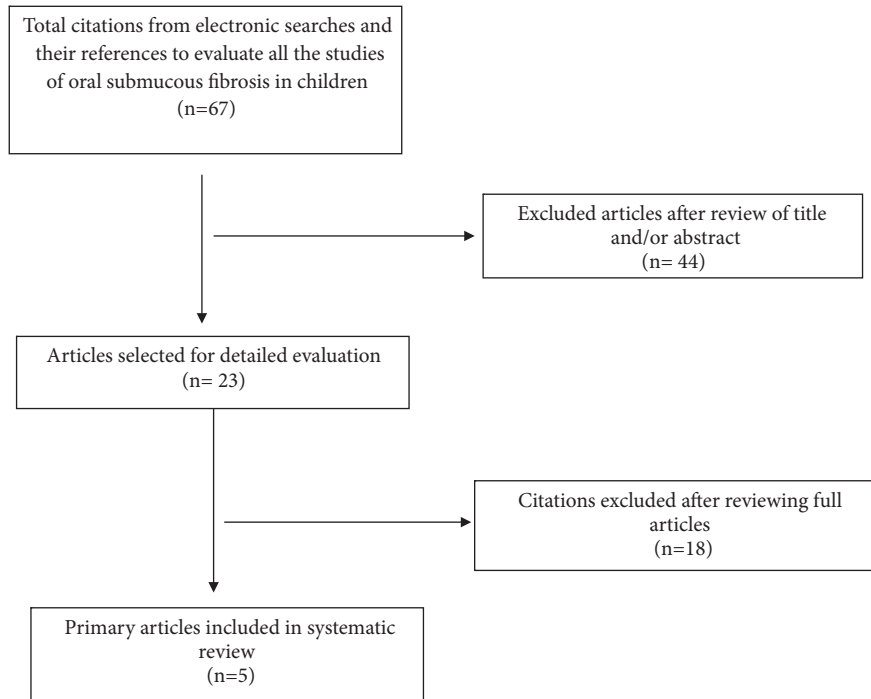 Total citations from electronic searches and
their references to evaluate all the studies
of oral submucous fibrosis in children
(n=67)
Excluded articles after review of title
and/or abstract
(n= 44)
Articles selected for detailed evaluation
(n= 23)
Citations excluded after reviewing full
articles
(n=18)
Primary articles included in systematic
review
(n=5)